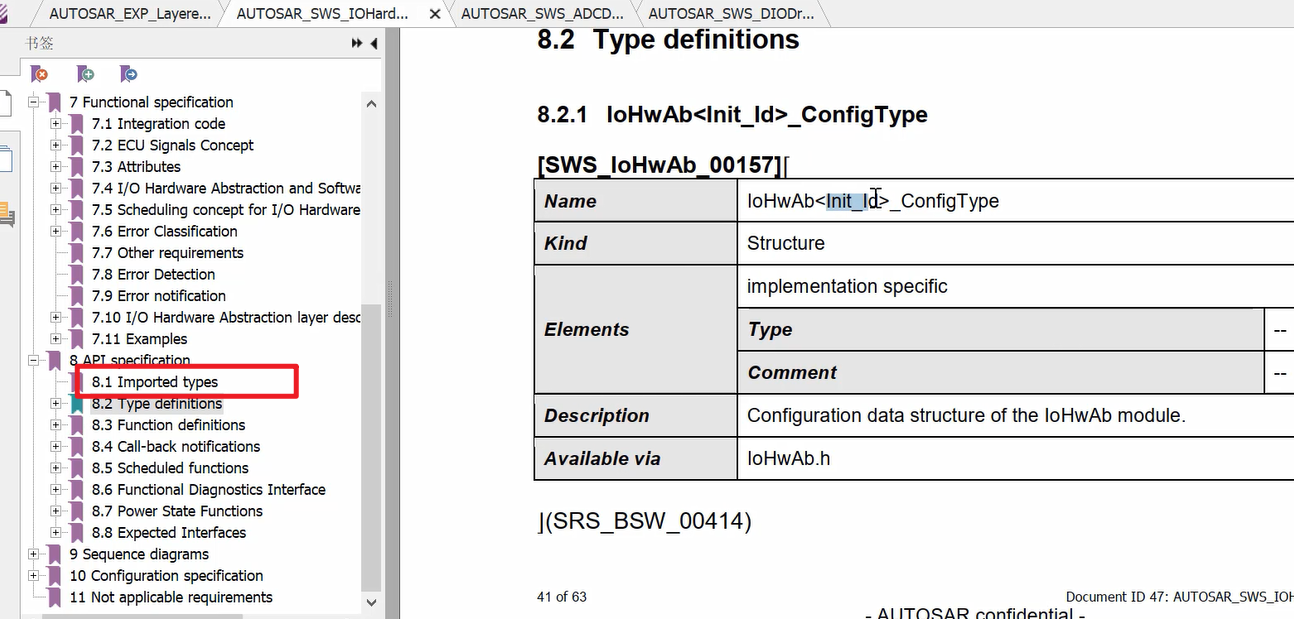 AUTOSAR_EXP_Layere...
AUTOSAR_SWS_IOHard...
AUTOSAR_SWS_ADCD...
AUTOSAR_SWS_DIODr...
书签
7 Functional specification
7.1 Integration code
7.2 ECU Signals Concept
7.3 Attributes
7.4 I/O Hardware Abstraction and Softwa
7.5 Scheduling concept for I/O Hardware
7.6 Error Classification
7.7 Other requirements
7.8 Error Detection
7.9 Error notification
7.10 I/O Hardware Abstraction layer desc
7.11 Examples
8 API specification
8.1 Imported types
8.2 Type definitions
8.3 Function definitions
8.4 Call-back notifications
8.5 Scheduled functions
8.6 Functional Diagnostics Interface
8.7 Power State Functions
8.8 Expected Interfaces
9 Sequence diagrams
10 Configuration specification
11 Not applicable requirements
8.2 Type definitions
8.2.1 IoHwAb<Init_Id>_ConfigType
[SWS_IoHwAb_00157]⌈
Name IoHwAb<Init_Id>_ConfigType
Kind Structure
Elements implementation specific
Type --
Comment --
Description Configuration data structure of the IoHwAb module.
Available via IoHwAb.h
⌋(SRS_BSW_00414)
41 of 63
Document ID 47: AUTOSAR_SWS_IOH
- AUTOSAR confidential -